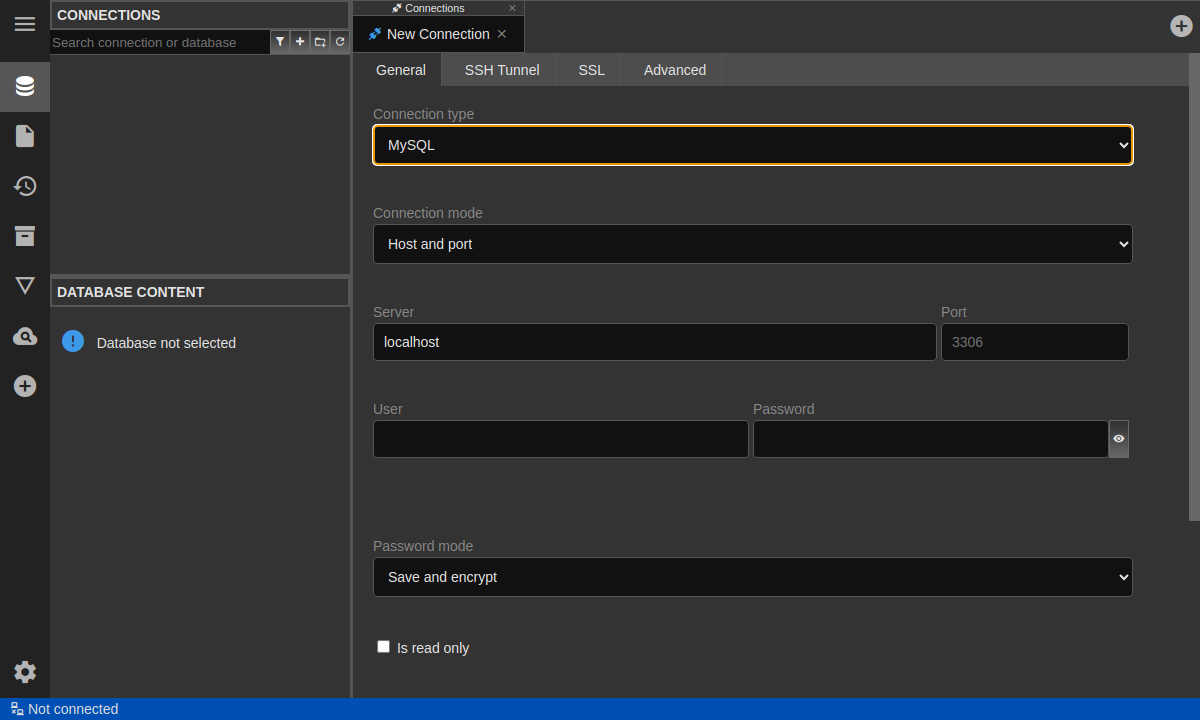 CONNECTIONS
Search connection or database
DATABASE CONTENT
Database not selected
Connections
New Connection
General
SSH Tunnel
SSL
Advanced
Connection type
MySQL
Connection mode
Host and port
Server
Port
localhost
3306
User
Password
Password mode
Save and encrypt
Is read only
Not connected